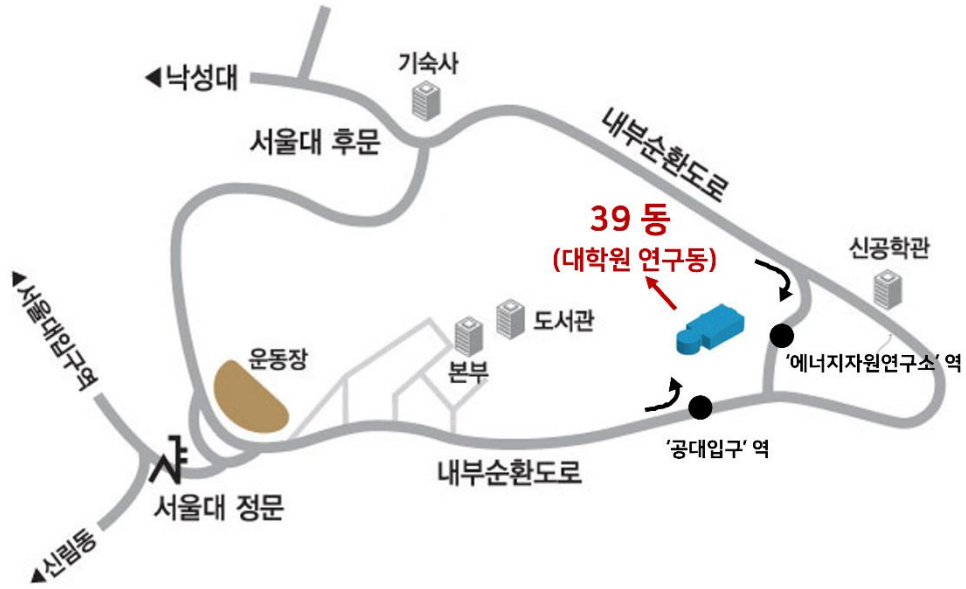 기숙사
◀낙성대
서울대 후문
내부순환도로
39 동
(대학원 연구동)
신공학관
◀서울대입구역
도서관
운동장
본부
'에너지자원연구소' 역
'공대입구' 역
내부순환도로
서울대 정문
◀신림동